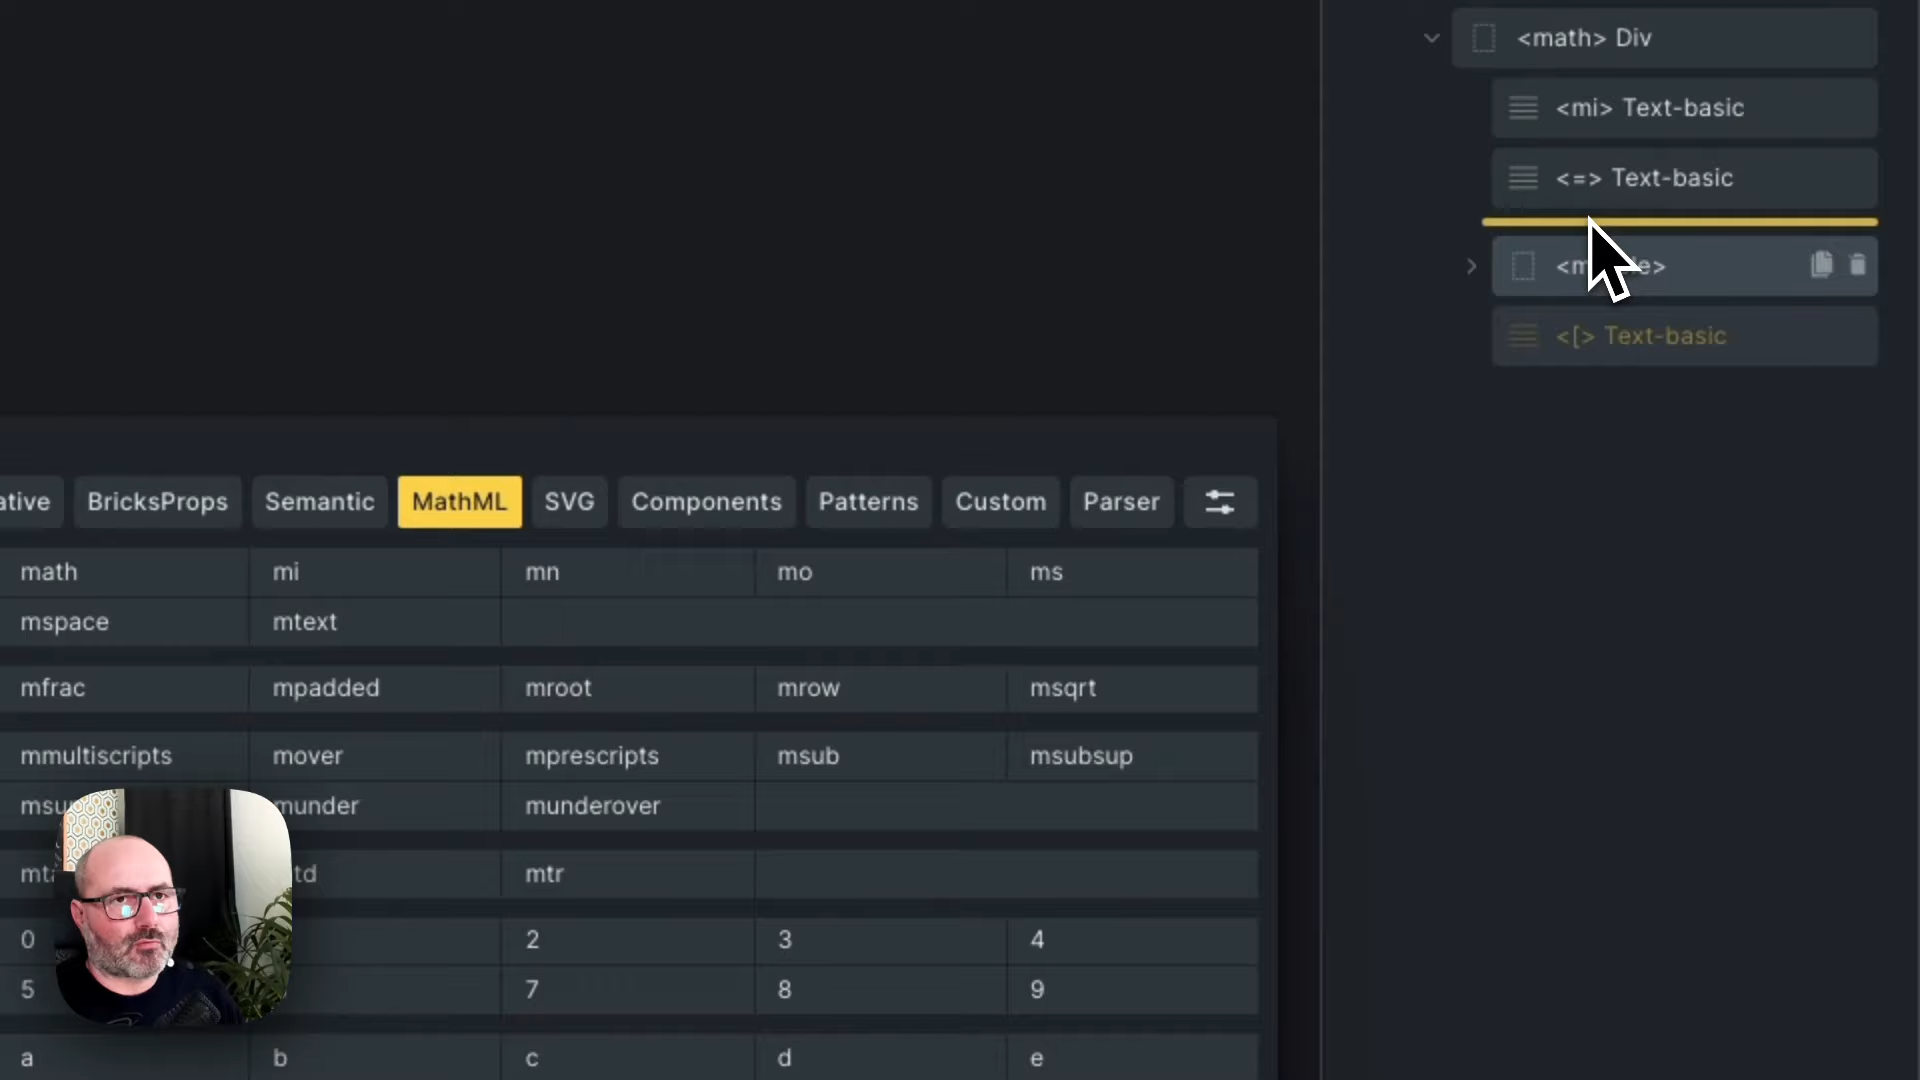 <math> Div
<mi> Text-basic
<=> Text-basic
<[> Text-basic
BricksProps Semantic MathML SVG Components Patterns Custom Parser
math mi mn mo ms
mspace mtext
mfrac mpadded mroot mrow msqrt
mmultiscripts mover mprescripts msub msubsup
munder munderover
mtr
0 2 3 4
5 7 8 9
a b c d e